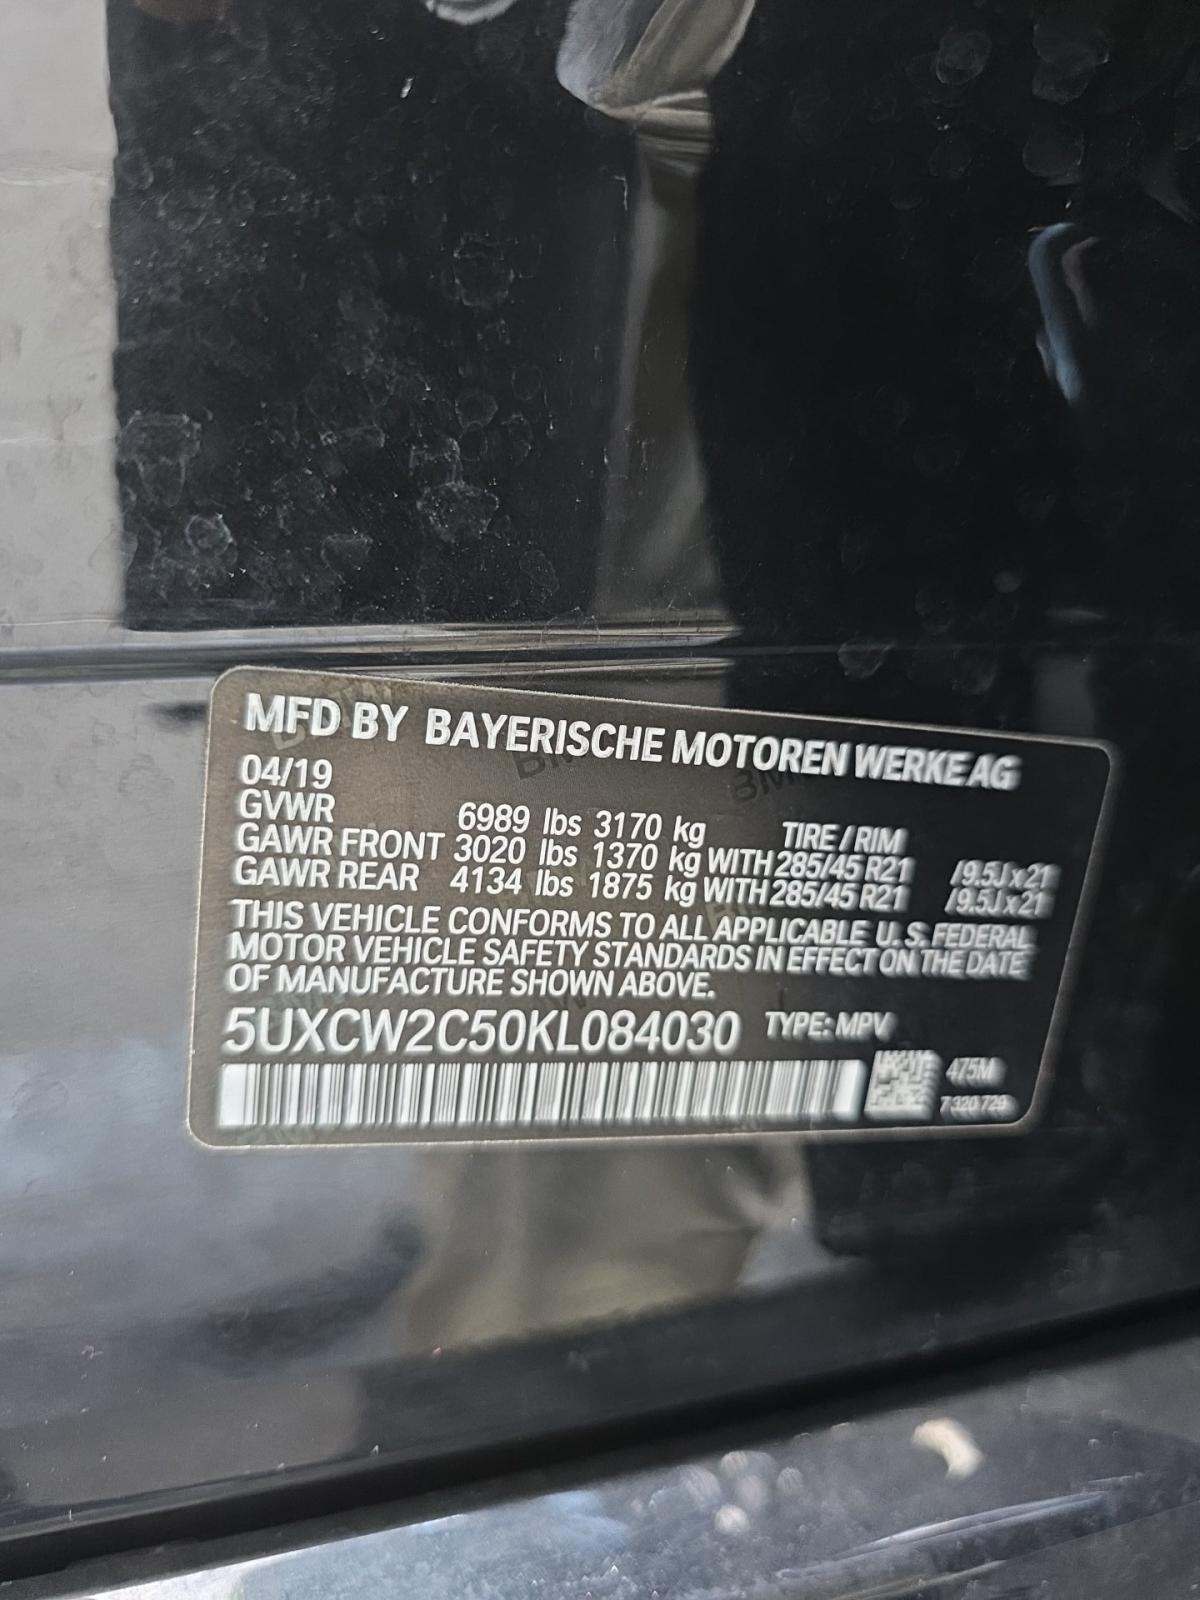 MFD BY BAYERISCHE MOTOREN WERKE AG
04/19
GVWR 6989 lbs 3170 kg TIRE / RIM
GAWR FRONT 3020 lbs 1370 kg WITH 285/45 R21 /9.5J x 21
GAWR REAR 4134 lbs 1875 kg WITH 285/45 R21 /9.5J x 21
THIS VEHICLE CONFORMS TO ALL APPLICABLE U.S. FEDERAL
MOTOR VEHICLE SAFETY STANDARDS IN EFFECT ON THE DATE
OF MANUFACTURE SHOWN ABOVE.
5UXCW2C50KL084030 TYPE: MPV
475M
7 320 729